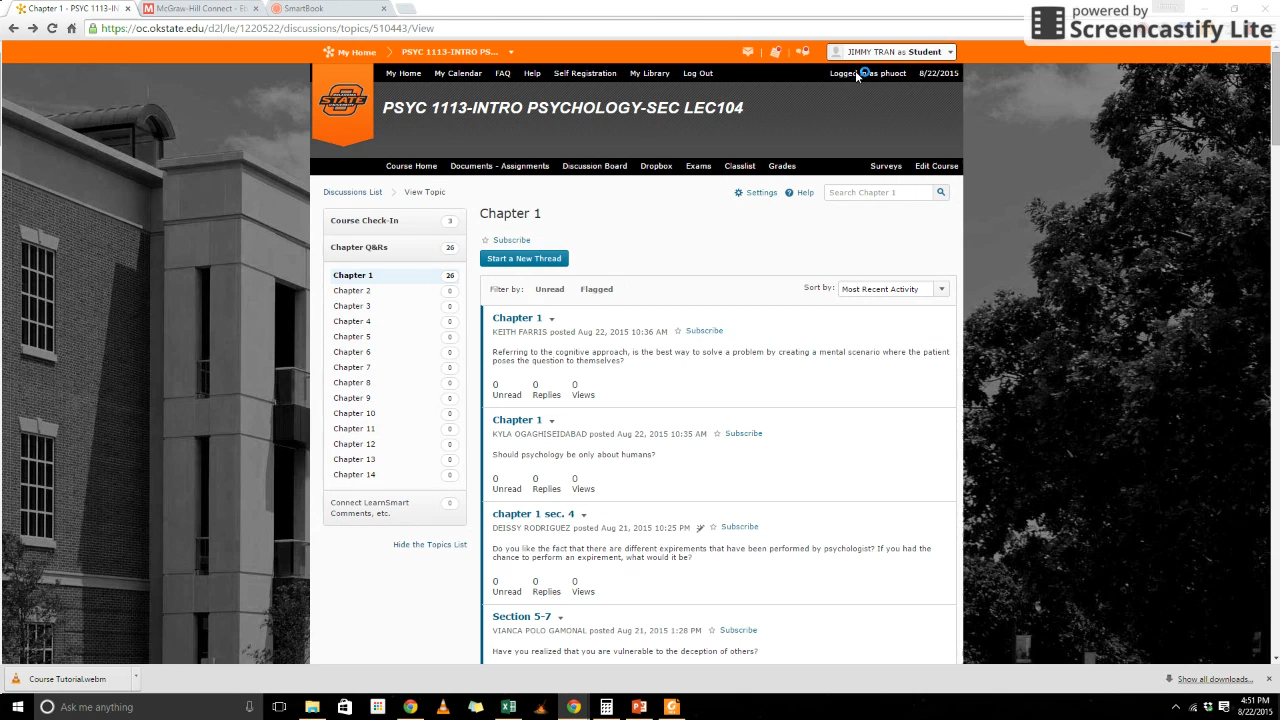 Chapter 1 - PSYC 1113-IN
McGraw-Hill Connect - Et
SmartBook
powered by
Screencastify Lite
https://oc.okstate.edu/d2l/le/1220522/discussions/topics/510443/View
My Home
PSYC 1113-INTRO PS...
JIMMY TRAN as Student
My Home
My Calendar
FAQ
Help
Self Registration
My Library
Log Out
Logged as phuoct
8/22/2015
OKLAHOMA
STATE
UNIVERSITY
PSYC 1113-INTRO PSYCHOLOGY-SEC LEC104
Course Home
Documents - Assignments
Discussion Board
Dropbox
Exams
Classlist
Grades
Surveys
Edit Course
Discussions List
View Topic
Settings
Help
Search Chapter 1
Course Check-In 3
Chapter Q&Rs 26
Chapter 1 26
Chapter 2 0
Chapter 3 0
Chapter 4 0
Chapter 5 0
Chapter 6 0
Chapter 7 0
Chapter 8 0
Chapter 9 0
Chapter 10 0
Chapter 11 0
Chapter 12 0
Chapter 13 0
Chapter 14 0
Connect LearnSmart 0
Comments, etc.
Hide the Topics List
Chapter 1
Subscribe
Start a New Thread
Filter by: Unread Flagged
Sort by: Most Recent Activity
Chapter 1
KEITH FARRIS posted Aug 22, 2015 10:36 AM Subscribe
Referring to the cognitive approach, is the best way to solve a problem by creating a mental scenario where the patient
poses the question to themselves?
0 0 0
Unread Replies Views
Chapter 1
KYLA OGAGHISEIDABAD posted Aug 22, 2015 10:35 AM Subscribe
Should psychology be only about humans?
0 0 0
Unread Replies Views
chapter 1 sec. 4
DEISSY RODRIGUEZ posted Aug 21, 2015 10:25 PM Subscribe
Do you like the fact that there are different expirements that have been performed by psychologist? If you had the
chance to perform an expirement, what would it be?
0 0 0
Unread Replies Views
Section 5-7
VIANCA POLO GAMONAL posted Aug 21, 2015 1:28 PM Subscribe
Have you realized that you are vulnerable to the deception of others?
Course Tutorial.webm
Show all downloads...
Ask me anything
4:51 PM
8/22/2015